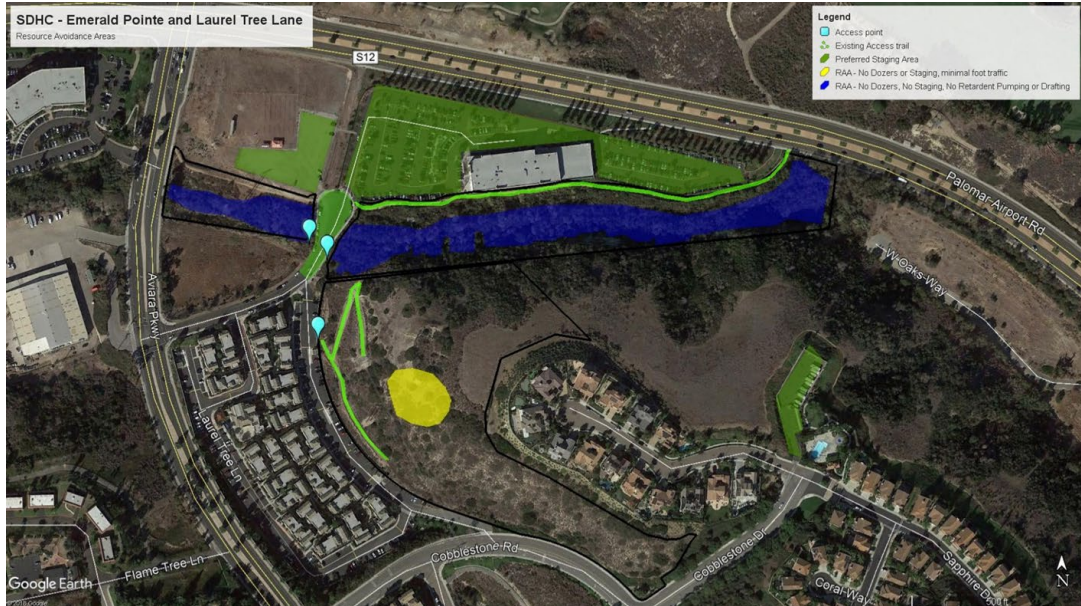 SDHC - Emerald Pointe and Laurel Tree Lane
Resource Avoidance Areas
Legend
Access point
Existing Access trail
Preferred Staging Area
RAA - No Dozers or Staging, minimal foot traffic
RAA - No Dozers, No Staging, No Retardent Pumping or Drafting
S12
Palomar-Airport-Rd
W-Oaks-Way
Aviara Pkwy
Laurel Tree Ln
Cobblestone Rd
Cobblestone-Dr
Sapphire-Dr
Coral-Way
Flame Tree Ln
Google Earth
N